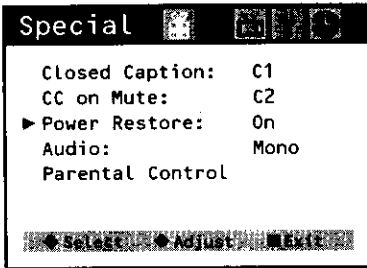 Special
Closed Caption: C1
CC on Mute: C2
Power Restore: On
Audio: Mono
Parental Control
Select Adjust Exit